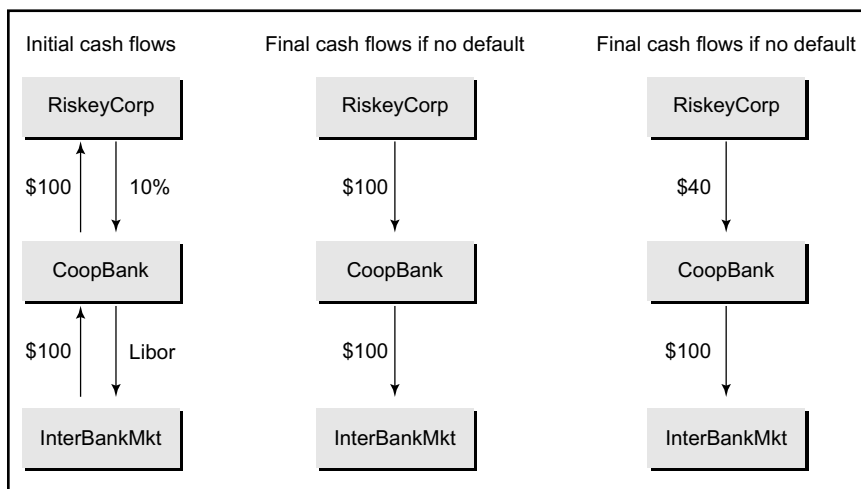 Initial cash flows
Final cash flows if no default
Final cash flows if no default
RiskeyCorp
RiskeyCorp
RiskeyCorp
$100
10%
$100
$40
CoopBank
CoopBank
CoopBank
$100
Libor
$100
$100
InterBankMkt
InterBankMkt
InterBankMkt